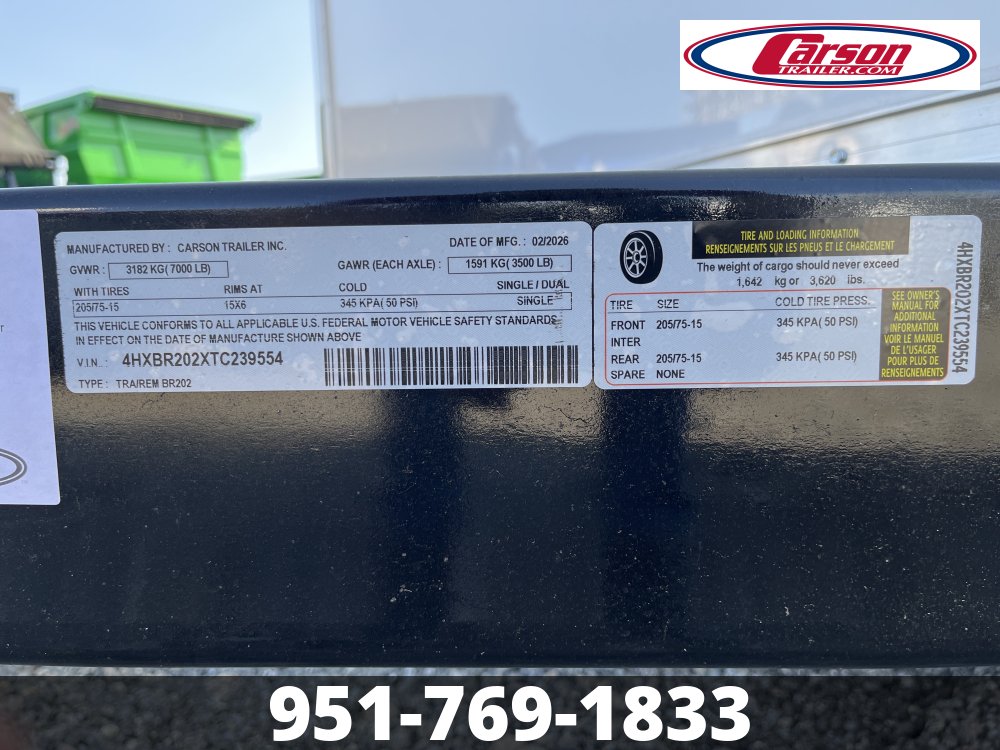 Carson
TRAILER.COM
MANUFACTURED BY : CARSON TRAILER INC.
DATE OF MFG. : 02/2026
GVWR : 3182 KG( 7000 LB)
GAWR (EACH AXLE) : 1591 KG( 3500 LB)
WITH TIRES RIMS AT COLD SINGLE / DUAL
205/75-15 15X6 345 KPA( 50 PSI) SINGLE
THIS VEHICLE CONFORMS TO ALL APPLICABLE U.S. FEDERAL MOTOR VEHICLE SAFETY STANDARDS
IN EFFECT ON THE DATE OF MANUFACTURE SHOWN ABOVE
V.I.N. : 4HXBR202XTC239554
TYPE : TRAIREM BR202
TIRE AND LOADING INFORMATION
RENSEIGNEMENTS SUR LES PNEUS ET LE CHARGEMENT
The weight of cargo should never exceed
1,642 kg or 3,620 lbs.
TIRE SIZE COLD TIRE PRESS.
FRONT 205/75-15 345 KPA( 50 PSI)
INTER
REAR 205/75-15 345 KPA( 50 PSI)
SPARE NONE
SEE OWNER'S
MANUAL FOR
ADDITIONAL
INFORMATION
VOIR LE MANUEL
DE L'USAGER
POUR PLUS DE
RENSEIGNEMENTS
4HXBR202XTC239554
951-769-1833